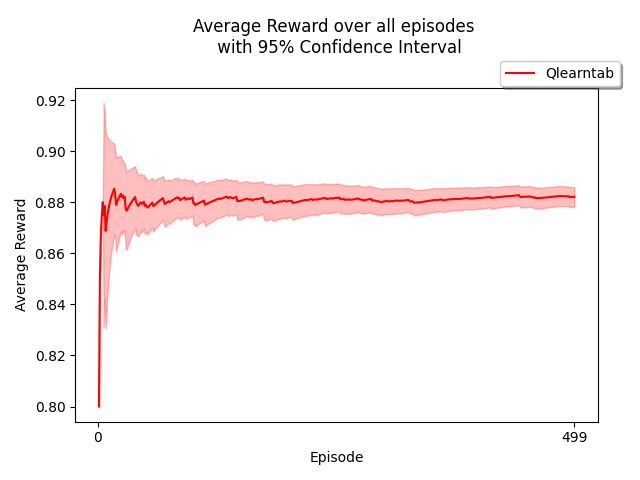 Average Reward over all episodes
with 95% Confidence Interval
Qlearntab
0.92
0.90
0.88
0.86
0.84
0.82
0.80
Average Reward
0
499
Episode